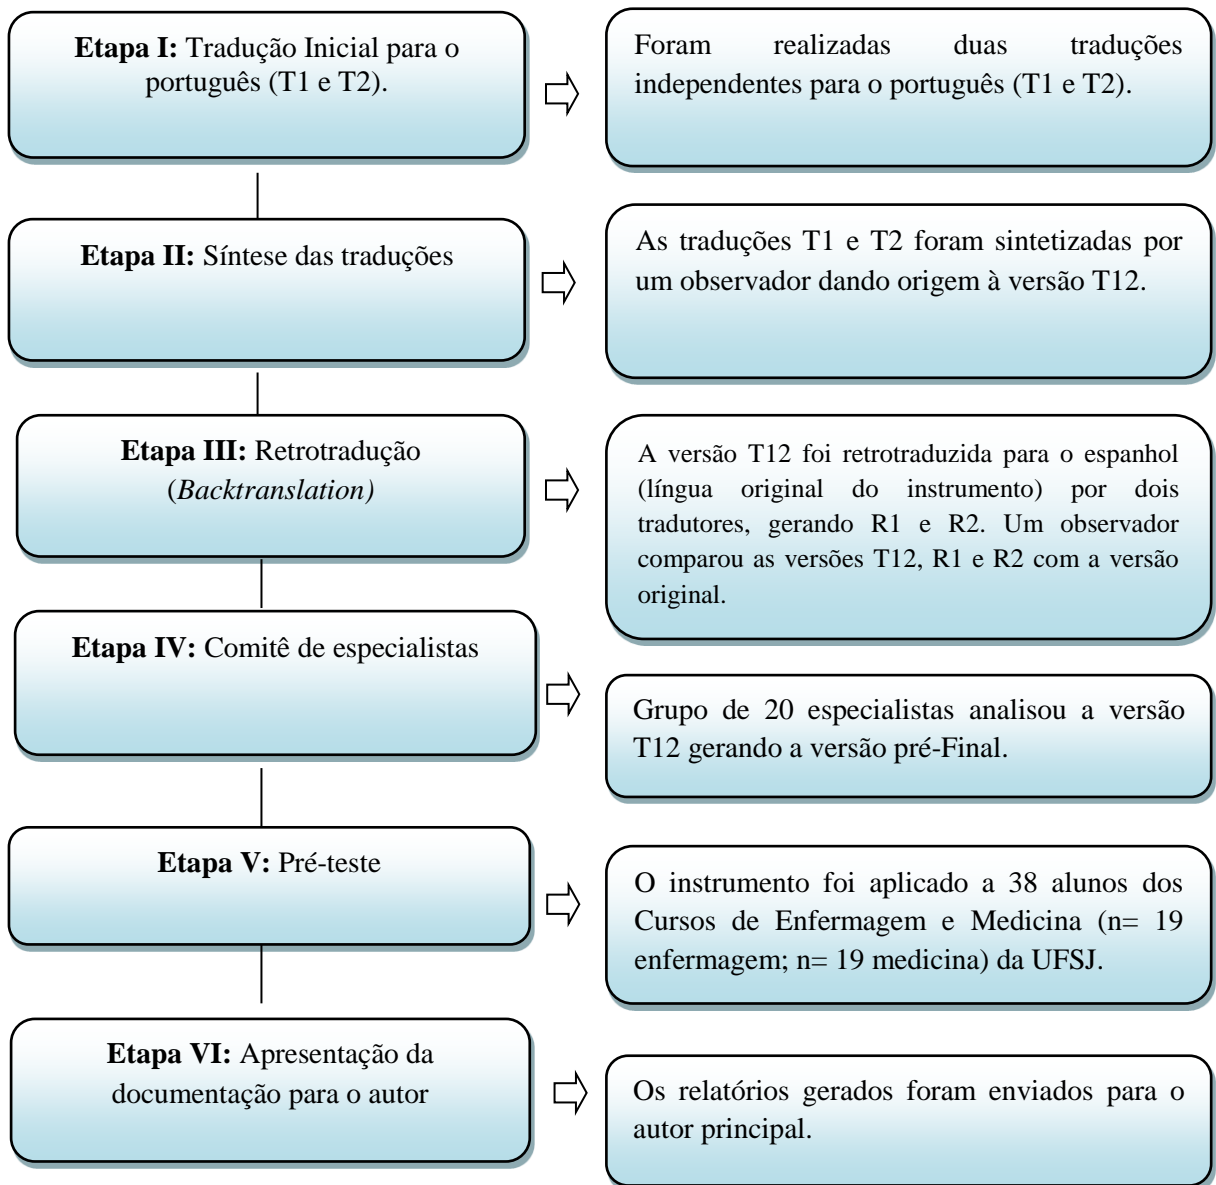 Etapa I: Tradução Inicial para o
português (T1 e T2).
Foram realizadas duas traduções
independentes para o português (T1 e T2).
Etapa II: Síntese das traduções
As traduções T1 e T2 foram sintetizadas por
um observador dando origem à versão T12.
Etapa III: Retrotradução
(Backtranslation)
A versão T12 foi retrotraduzida para o espanhol
(língua original do instrumento) por dois
tradutores, gerando R1 e R2. Um observador
comparou as versões T12, R1 e R2 com a versão
original.
Etapa IV: Comitê de especialistas
Grupo de 20 especialistas analisou a versão
T12 gerando a versão pré-Final.
Etapa V: Pré-teste
O instrumento foi aplicado a 38 alunos dos
Cursos de Enfermagem e Medicina (n= 19
enfermagem; n= 19 medicina) da UFSJ.
Etapa VI: Apresentação da
documentação para o autor
Os relatórios gerados foram enviados para o
autor principal.